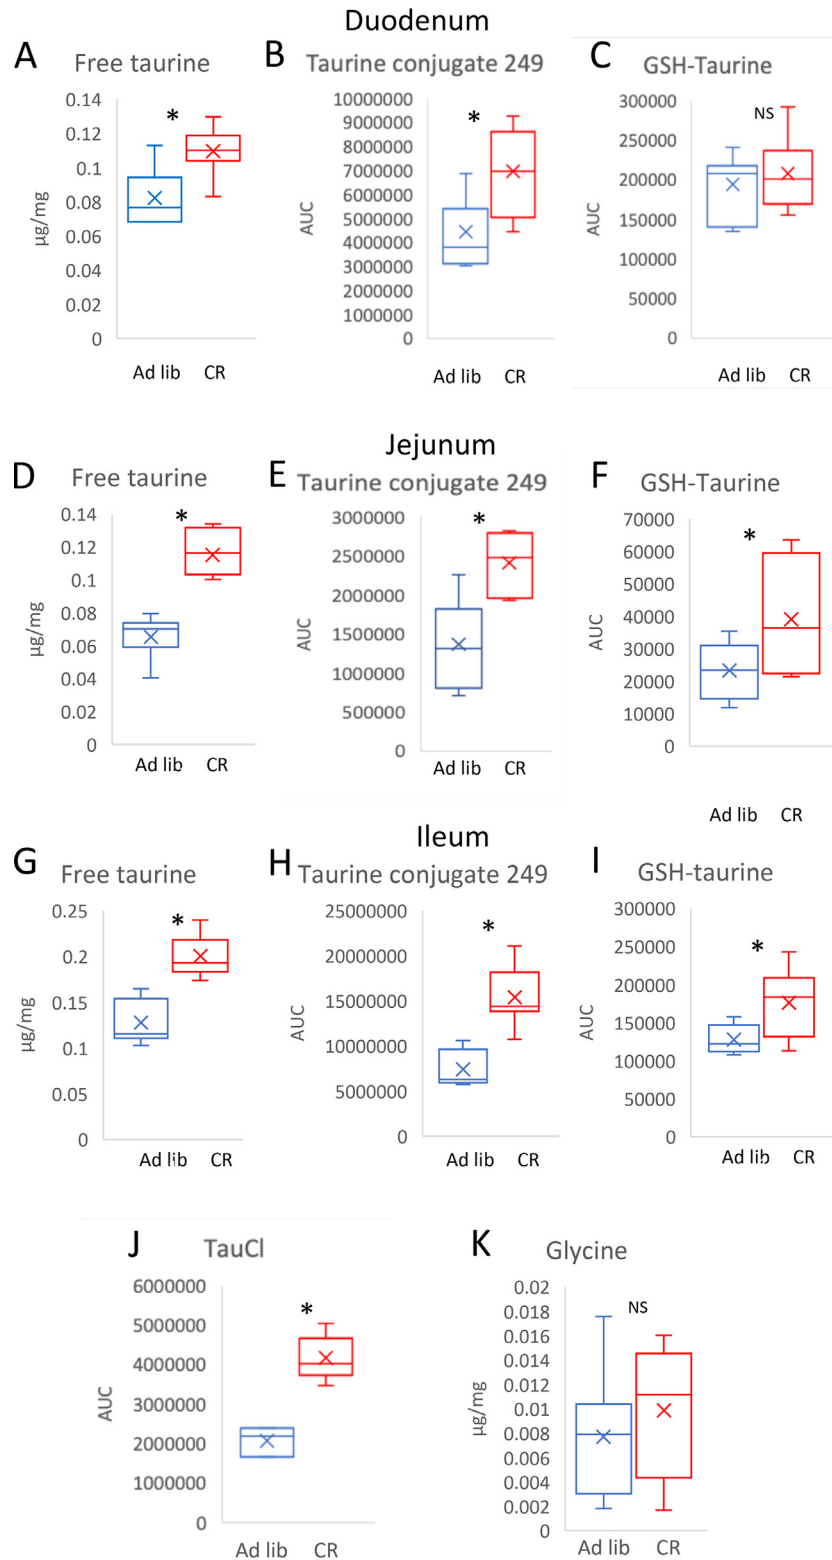 Duodenum
A Free taurine
0.14
0.12
0.1
0.08
0.06
0.04
0.02
0
µg/mg
*
Ad lib CR
B Taurine conjugate 249
10000000
9000000
8000000
7000000
6000000
5000000
4000000
3000000
2000000
1000000
0
AUC
*
Ad lib CR
C GSH-Taurine
300000
250000
200000
150000
100000
50000
0
AUC
NS
Ad lib CR
Jejunum
D Free taurine
0.14
0.12
0.1
0.08
0.06
0.04
0.02
0
µg/mg
*
Ad lib CR
E Taurine conjugate 249
3000000
2500000
2000000
1500000
1000000
500000
0
AUC
*
Ad lib CR
F GSH-Taurine
70000
60000
50000
40000
30000
20000
10000
0
AUC
*
Ad lib CR
Ileum
G Free taurine
0.25
0.2
0.15
0.1
0.05
0
µg/mg
*
Ad lib CR
H Taurine conjugate 249
25000000
20000000
15000000
10000000
5000000
0
AUC
*
Ad lib CR
I GSH-taurine
300000
250000
200000
150000
100000
50000
0
AUC
*
Ad lib CR
J TauCl
6000000
5000000
4000000
3000000
2000000
1000000
0
AUC
*
Ad lib CR
K Glycine
0.02
0.018
0.016
0.014
0.012
0.01
0.008
0.006
0.004
0.002
0
µg/mg
NS
Ad lib CR